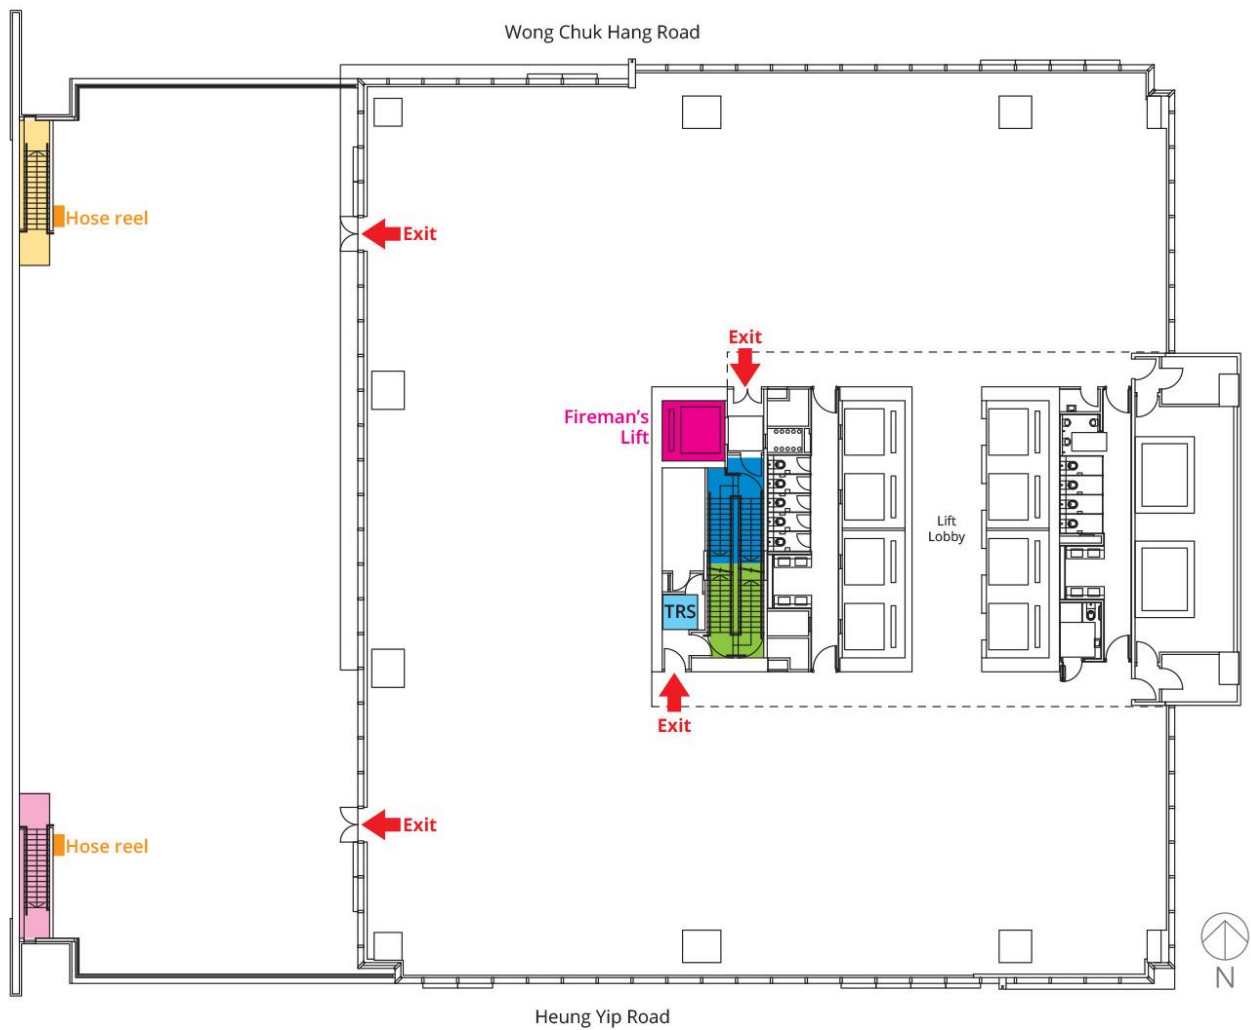 Wong Chuk Hang Road
Hose reel
Exit
Exit
Fireman's
Lift
Lift
Lobby
TRS
Exit
Exit
Hose reel
N
Heung Yip Road